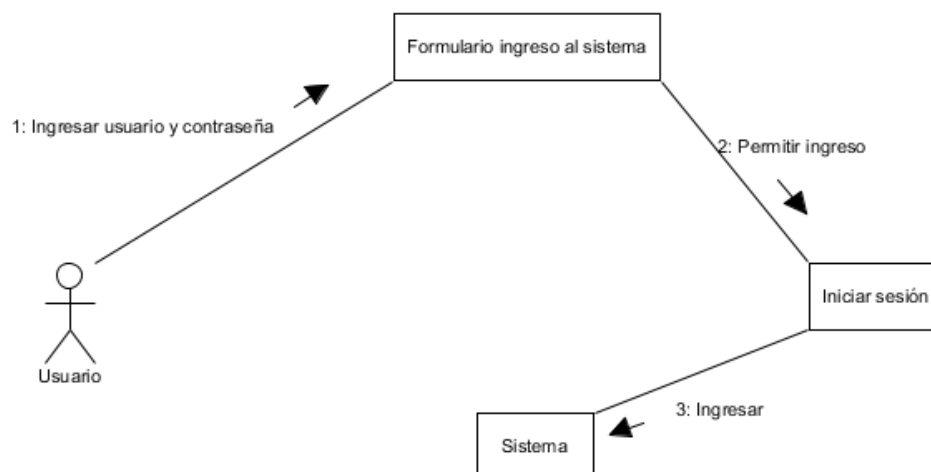 Formulario ingreso al sistema
1: Ingresar usuario y contraseña
2: Permitir ingreso
Iniciar sesión
Usuario
3: Ingresar
Sistema